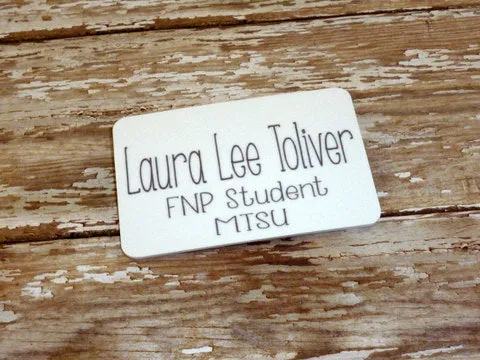 Laura Lee Toliver
FNP Student
MTSU